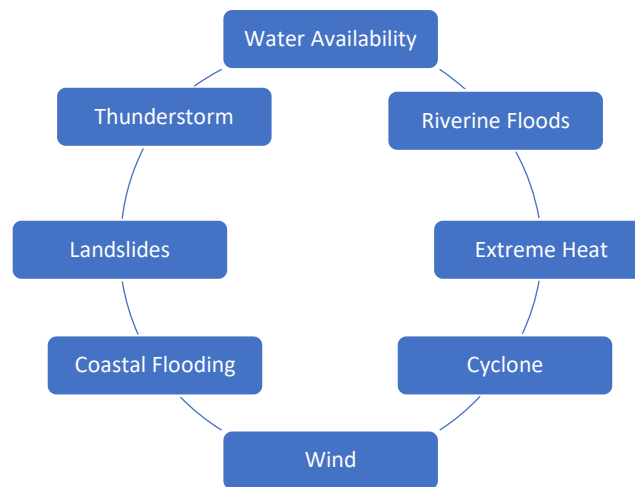 Water Availability
Thunderstorm
Riverine Floods
Landslides
Extreme Heat
Coastal Flooding
Cyclone
Wind